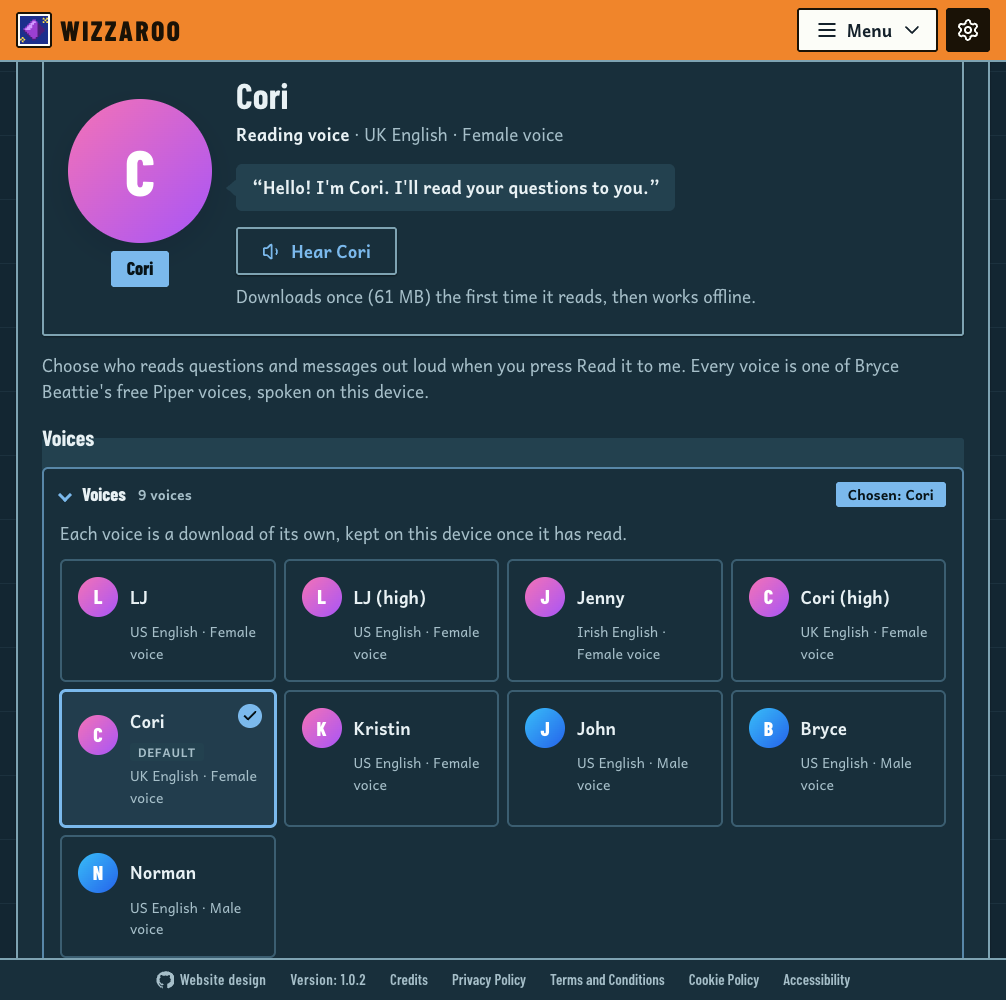 WIZZAROO
Menu
Cori
Reading voice · UK English · Female voice
C
“Hello! I'm Cori. I'll read your questions to you.”
Hear Cori
Cori
Downloads once (61 MB) the first time it reads, then works offline.
Choose who reads questions and messages out loud when you press Read it to me. Every voice is one of Bryce
Beattie's free Piper voices, spoken on this device.
Voices
Voices 9 voices
Chosen: Cori
Each voice is a download of its own, kept on this device once it has read.
L
LJ
US English · Female
voice
L
LJ (high)
US English · Female
voice
J
Jenny
Irish English ·
Female voice
C
Cori (high)
UK English · Female
voice
C
Cori
DEFAULT
UK English · Female
voice
K
Kristin
US English · Female
voice
J
John
US English · Male
voice
B
Bryce
US English · Male
voice
N
Norman
US English · Male
voice
Website design
Version: 1.0.2
Credits
Privacy Policy
Terms and Conditions
Cookie Policy
Accessibility